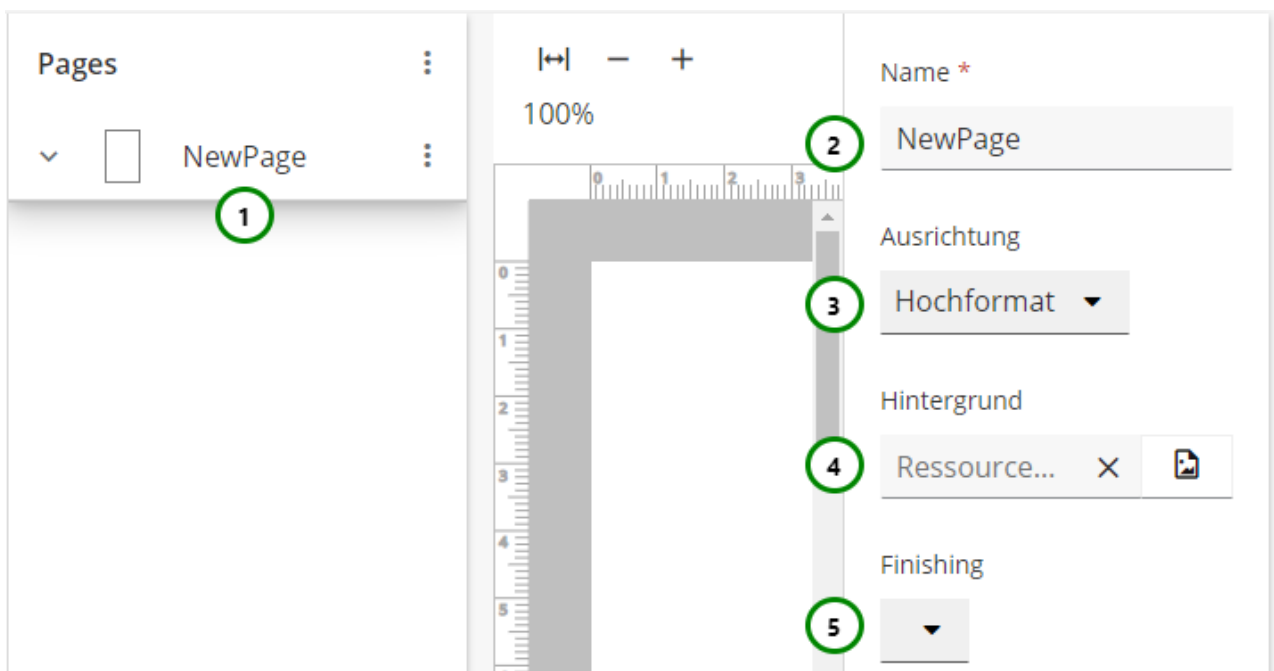 Pages
NewPage
1
100%
0 1 2 3
0
1
2
3
4
5
Name *
2
NewPage
Ausrichtung
3
Hochformat
Hintergrund
4
Ressource...
Finishing
5